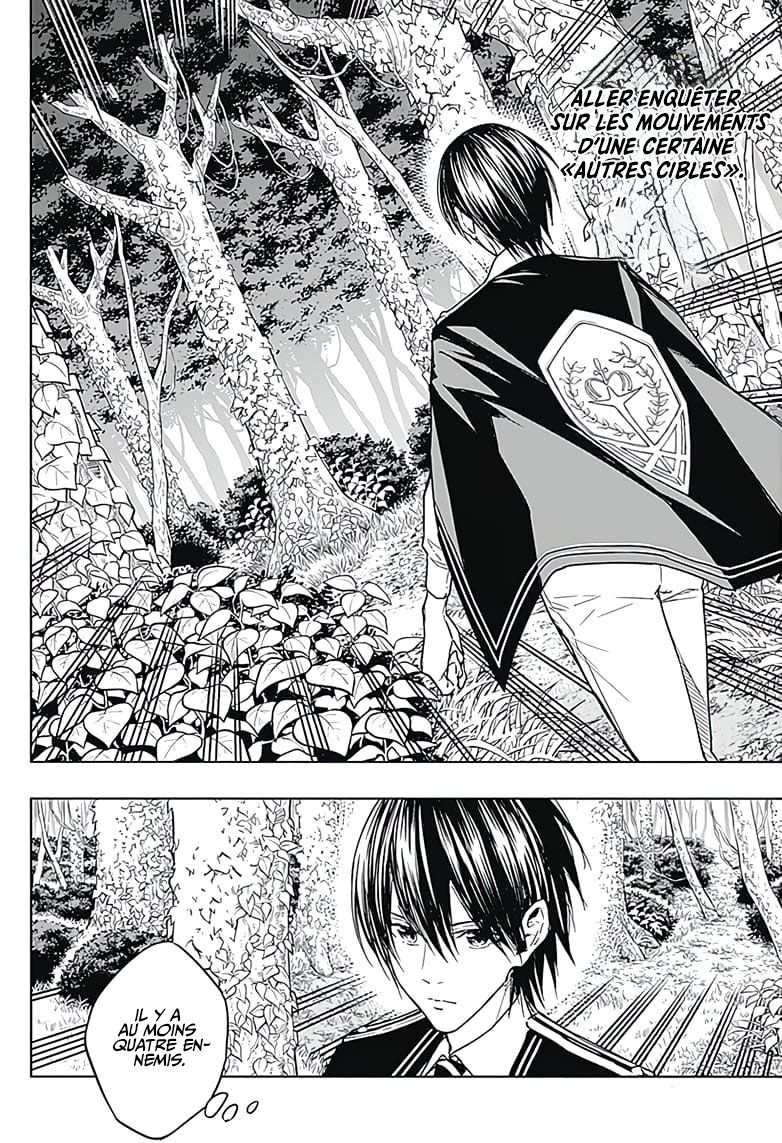 ALLER ENQUÊTER
SUR LES MOUVEMENTS
D'UNE CERTAINE
«AUTRES CIBLES».
IL Y A
AU MOINS
QUATRE EN-
NEMIS.